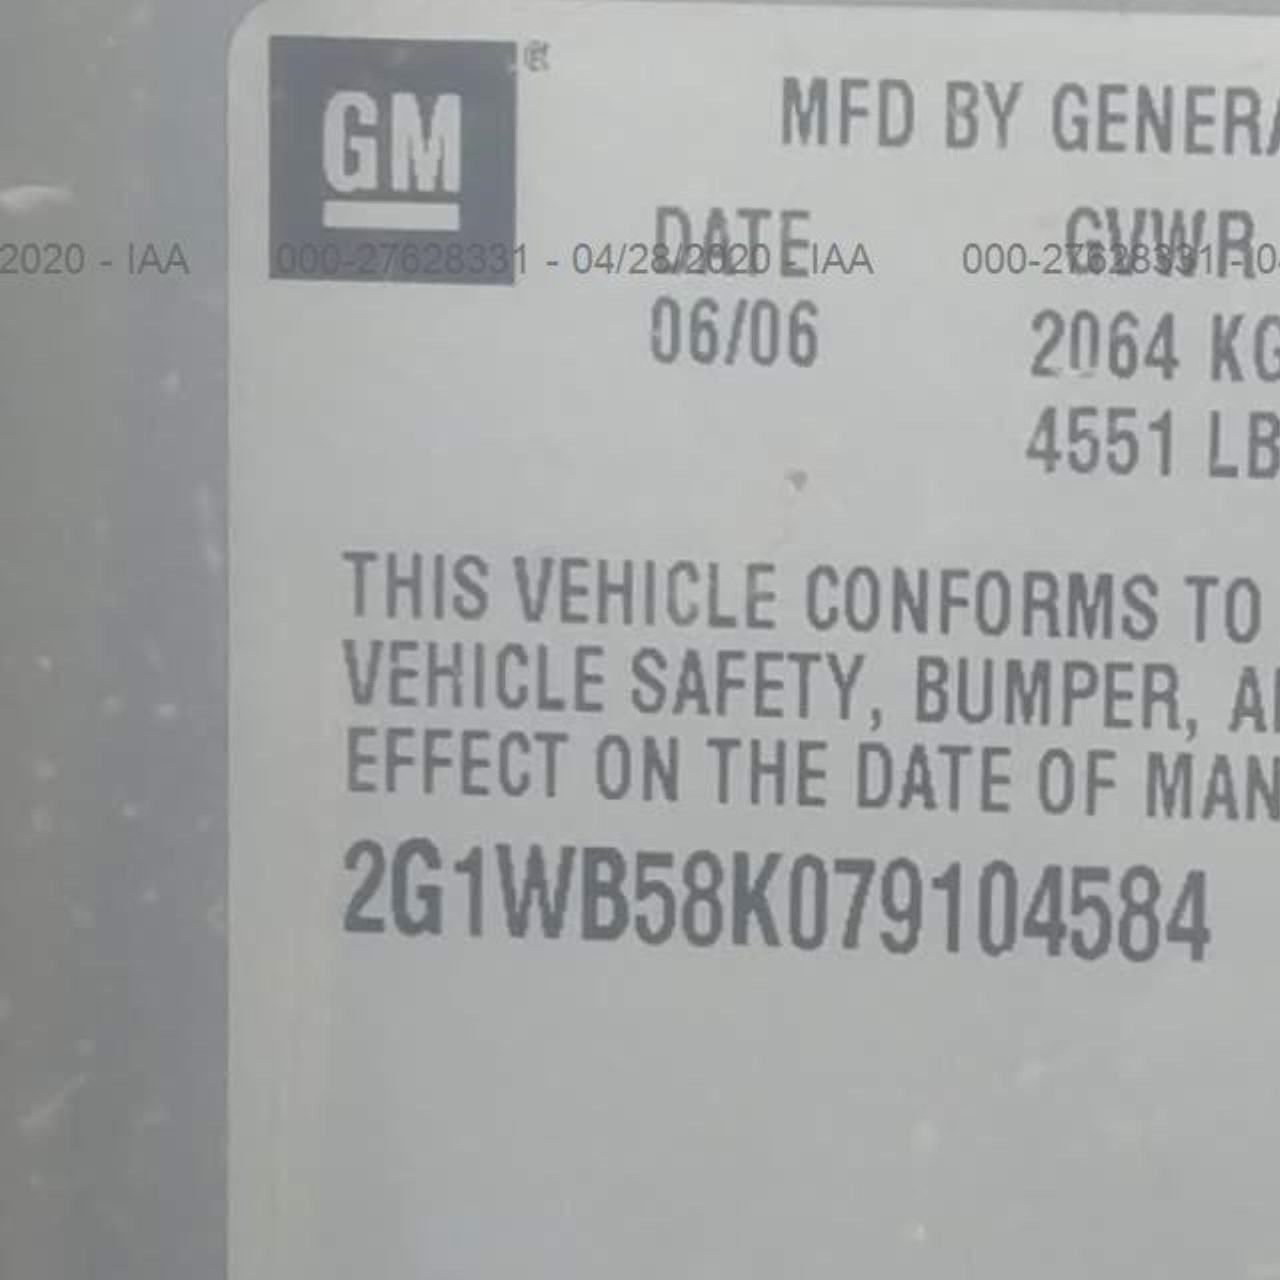 GM®
MFD BY GENERA
DATE GVWR
2020 - IAA 000-27628331 - 04/28/2020 - IAA 000-27628331 - 0
06/06 2064 KG
4551 LB
THIS VEHICLE CONFORMS TO
VEHICLE SAFETY, BUMPER, A
EFFECT ON THE DATE OF MAN
2G1WB58K079104584